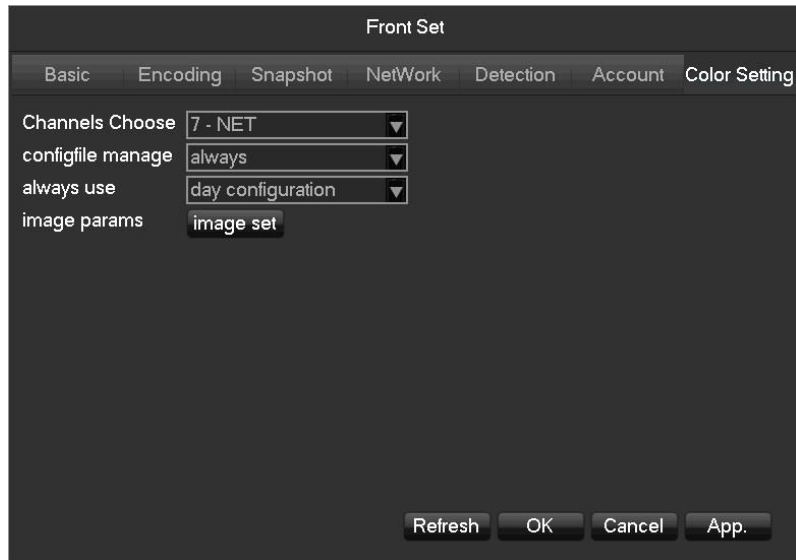 Front Set
Basic Encoding Snapshot NetWork Detection Account Color Setting
Channels Choose 7 - NET
configfile manage always
always use day configuration
image params image set
Refresh OK Cancel App.